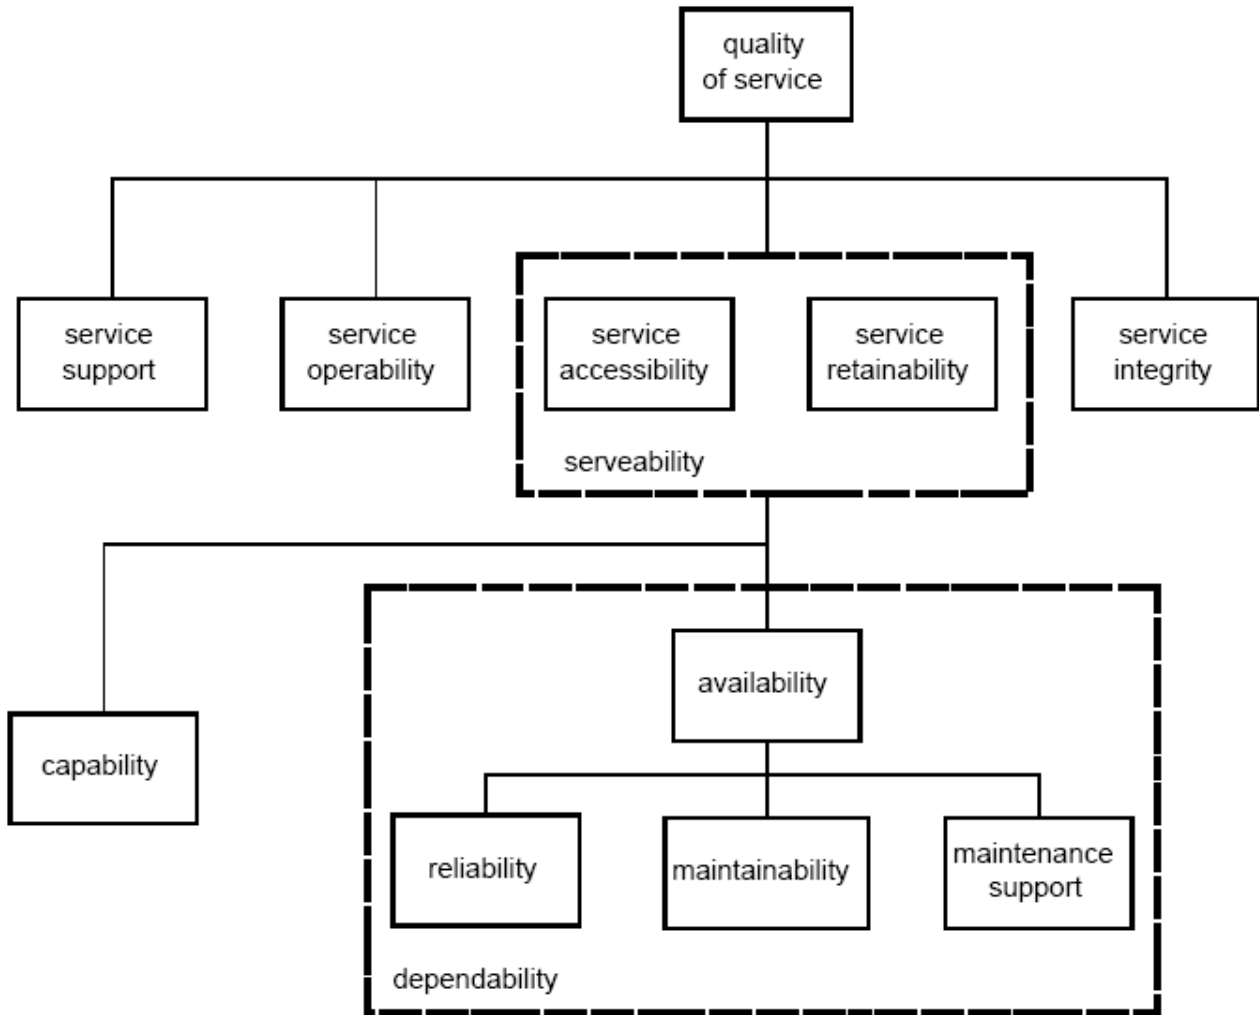 quality
of service
service
support
service
operability
service
accessibility
service
retainability
service
integrity
serveability
availability
capability
reliability
maintainability
maintenance
support
dependability